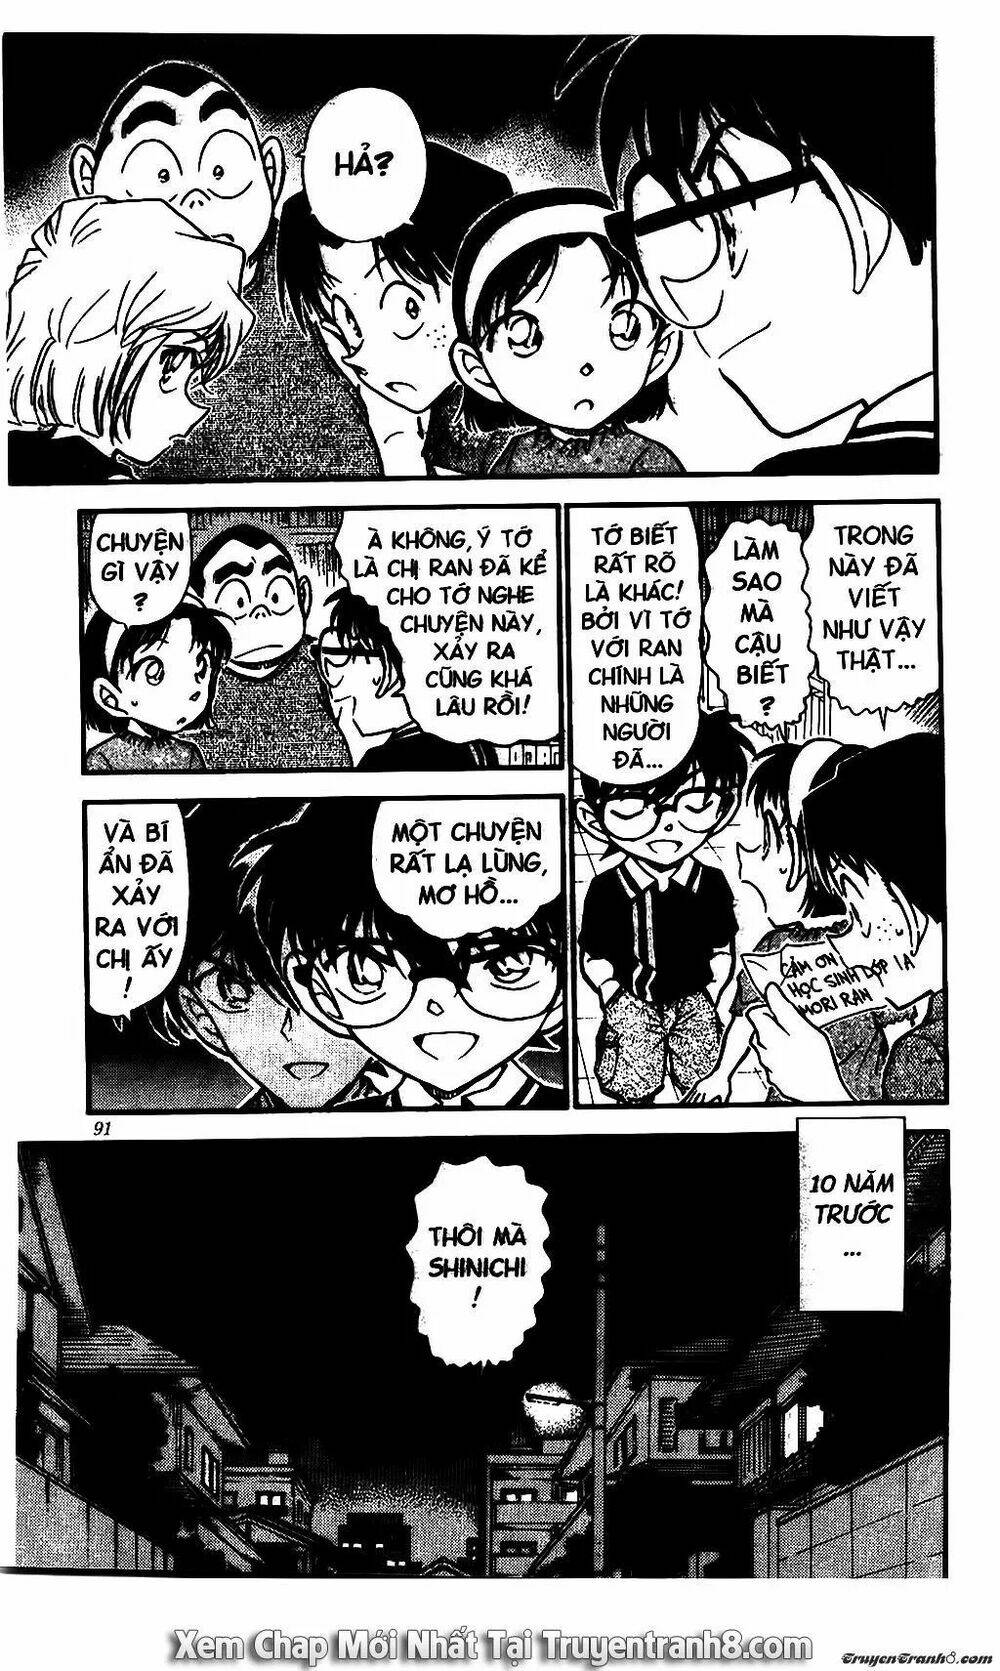 HẢ?
TRONG
NÀY ĐÃ
VIẾT
NHƯ VẬY
THẬT...
LÀM
SAO
MÀ
CẬU
BIẾT
?
TỚ BIẾT
RẤT RÕ
LÀ KHÁC!
BỞI VÌ TỚ
VỚI RAN
CHÍNH LÀ
NHỮNG
NGƯỜI
ĐÃ...
CẢM ƠN!
HỌC SINH LỚP 1A
MORI RAN
À KHÔNG, Ý TỚ
LÀ CHỊ RAN ĐÃ KỂ
CHO TỚ NGHE
CHUYỆN NÀY,
XẢY RA
CŨNG KHÁ
LÂU RỒI!
CHUYỆN
GÌ VẬY
?
MỘT CHUYỆN
RẤT LẠ LÙNG,
MƠ HỒ...
VÀ BÍ
ẨN ĐÃ
XẢY
RA VỚI
CHỊ ẤY
!
91
10 NĂM
TRƯỚC
...
THÔI MÀ
SHINICHI
!
Xem Chap Mới Nhất Tại Truyentranh8.com
TruyenTranh8.com